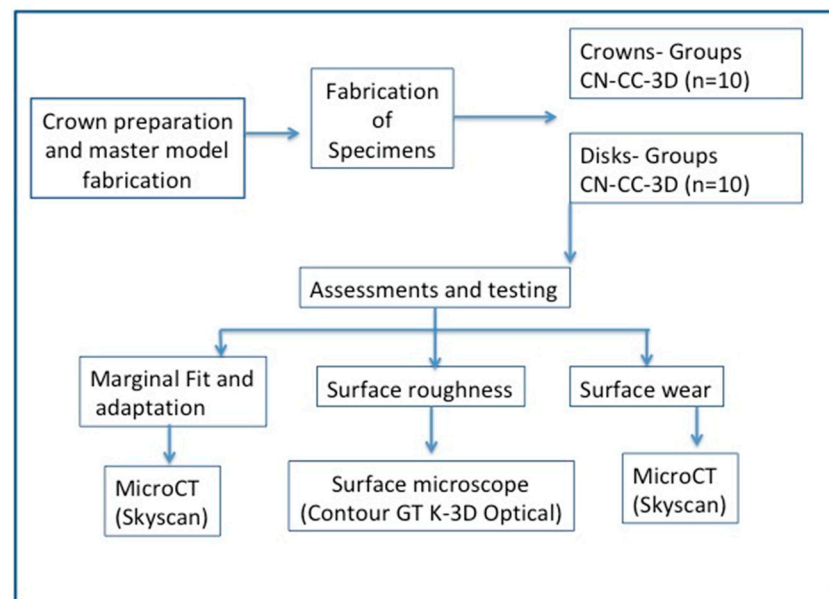 Crown preparation
and master model
fabrication
Fabrication
of
Specimens
Crowns- Groups
CN-CC-3D (n=10)
Disks- Groups
CN-CC-3D (n=10)
Assessments and testing
Marginal Fit and
adaptation
Surface roughness
Surface wear
MicroCT
(Skyscan)
Surface microscope
(Contour GT K-3D Optical)
MicroCT
(Skyscan)